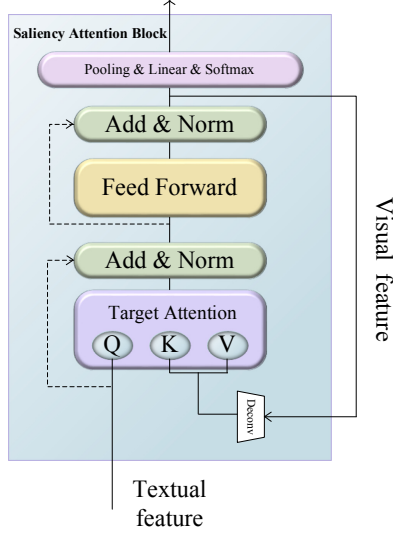 Saliency Attention Block
Pooling & Linear & Softmax
Add & Norm
Feed Forward
Add & Norm
Target Attention
Q K V
Deconv
Visual feature
Textual
feature